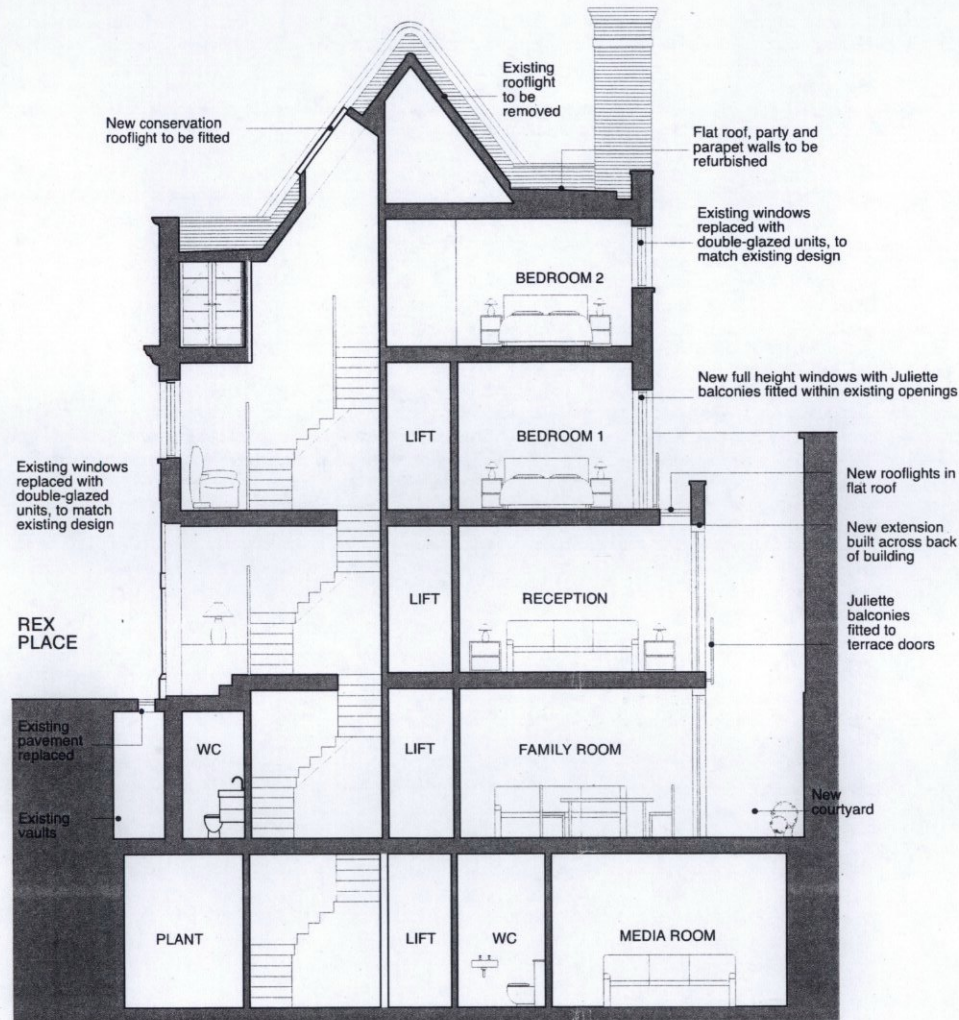 Existing
rooflight
to be
removed
New conservation
rooflight to be fitted
Flat roof, party and
parapet walls to be
refurbished
Existing windows
replaced with
double-glazed units, to
match existing design
BEDROOM 2
New full height windows with Juliette
balconies fitted within existing openings
LIFT
BEDROOM 1
Existing windows
replaced with
double-glazed
units, to match
existing design
New rooflights in
flat roof
New extension
built across back
of building
LIFT
RECEPTION
Juliette
balconies
fitted to
terrace doors
REX
PLACE
Existing
pavement
replaced
WC
LIFT
FAMILY ROOM
New
courtyard
Existing
vaults
PLANT
LIFT
WC
MEDIA ROOM